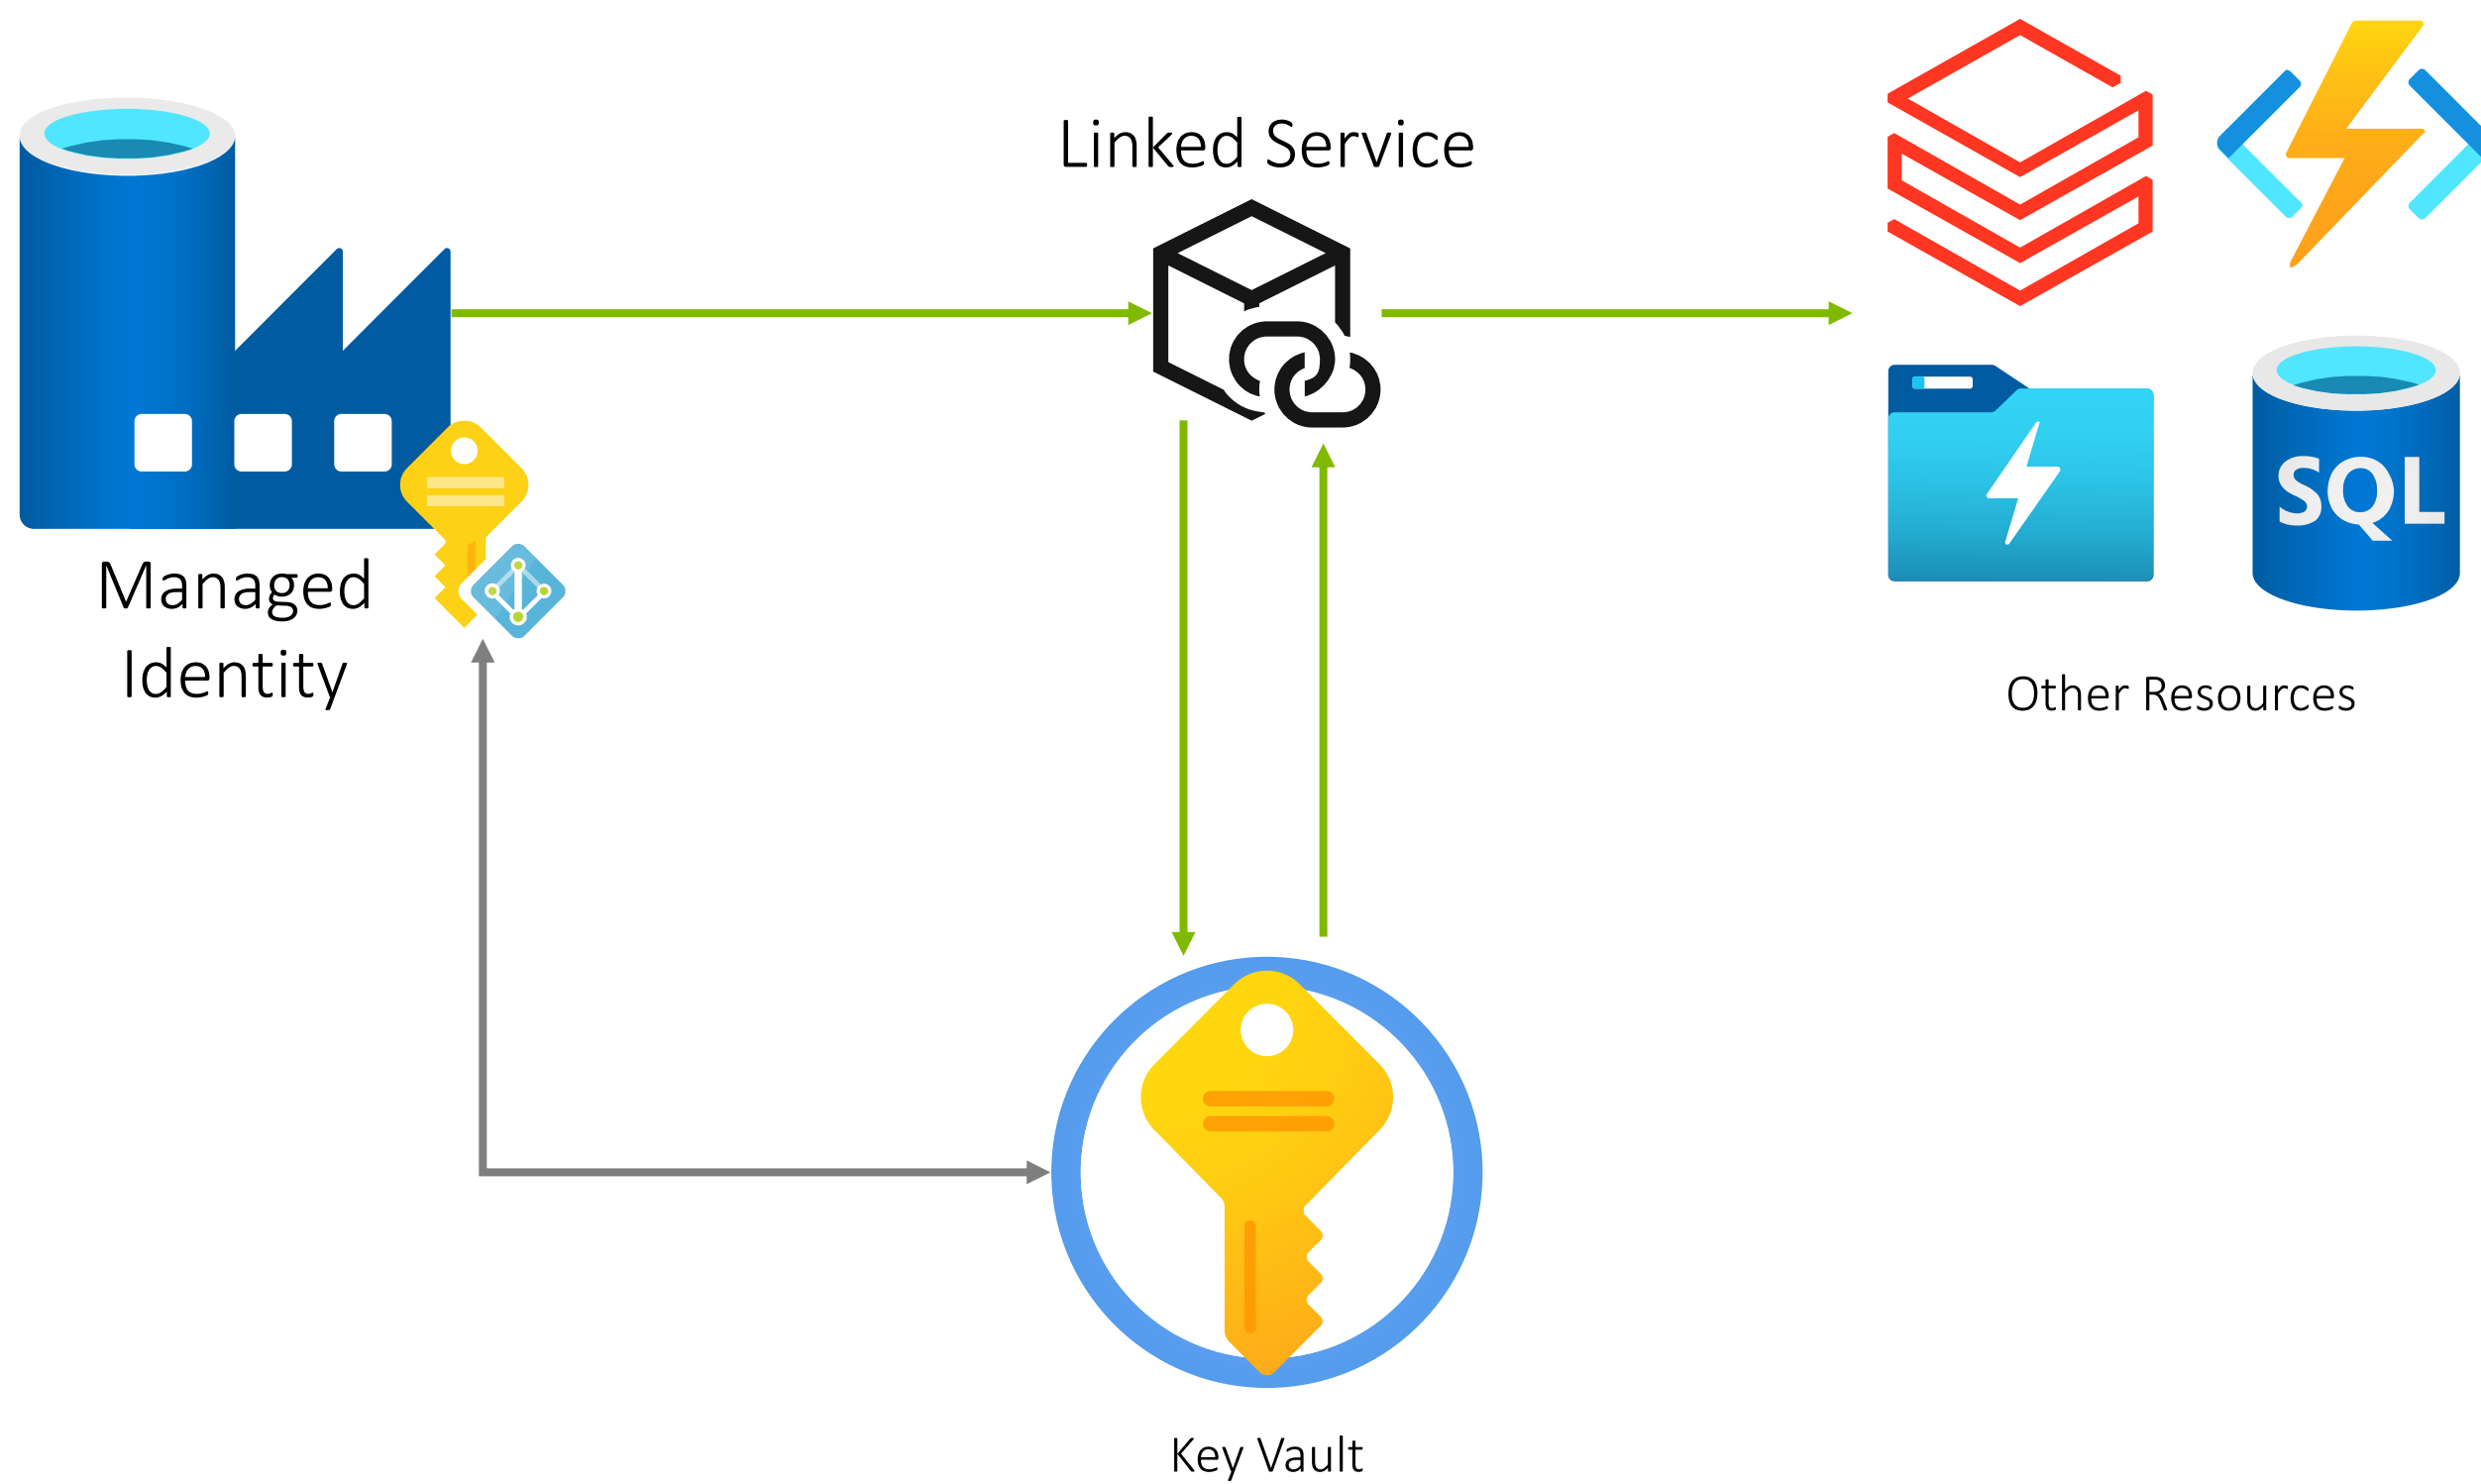 Linked Service
SQL
Managed
Identity
Other Resources
Key Vault